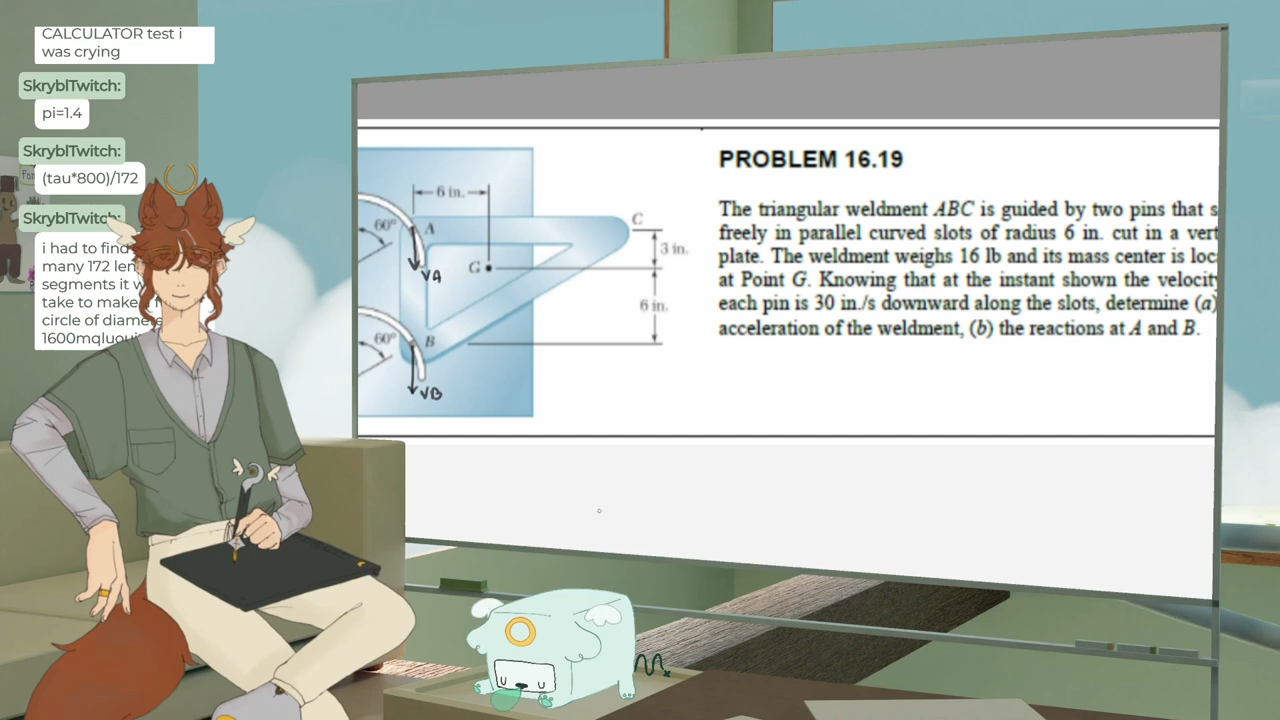 CALCULATOR test i
was crying
SkryblTwitch:
pi=1.4
SkryblTwitch:
(tau*800)/172
SkryblTwitch:
i had to find
many 172 len
segments it w
take to make
circle of diame
1600mqluoui
6 in.
60°
A
C
3 in.
G
VA
6 in.
60°
B
VB
PROBLEM 16.19
The triangular weldment ABC is guided by two pins that s
freely in parallel curved slots of radius 6 in. cut in a vert
plate. The weldment weighs 16 lb and its mass center is loc
at Point G. Knowing that at the instant shown the velocity
each pin is 30 in./s downward along the slots, determine (a)
acceleration of the weldment, (b) the reactions at A and B.